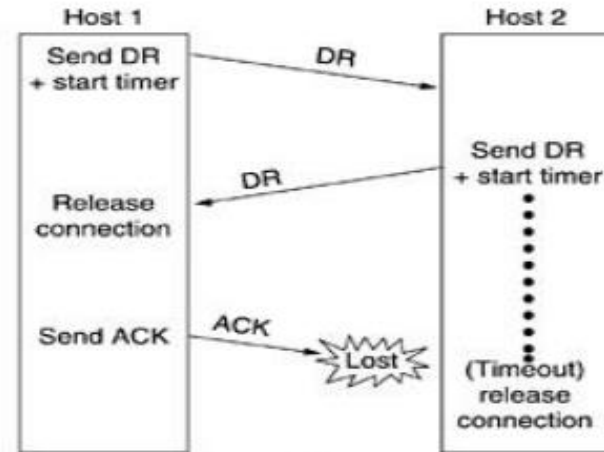 Host 1
Host 2
Send DR
+ start timer
DR
Send DR
+ start timer
DR
Release
connection
Send ACK
ACK
Lost
(Timeout)
release
connection